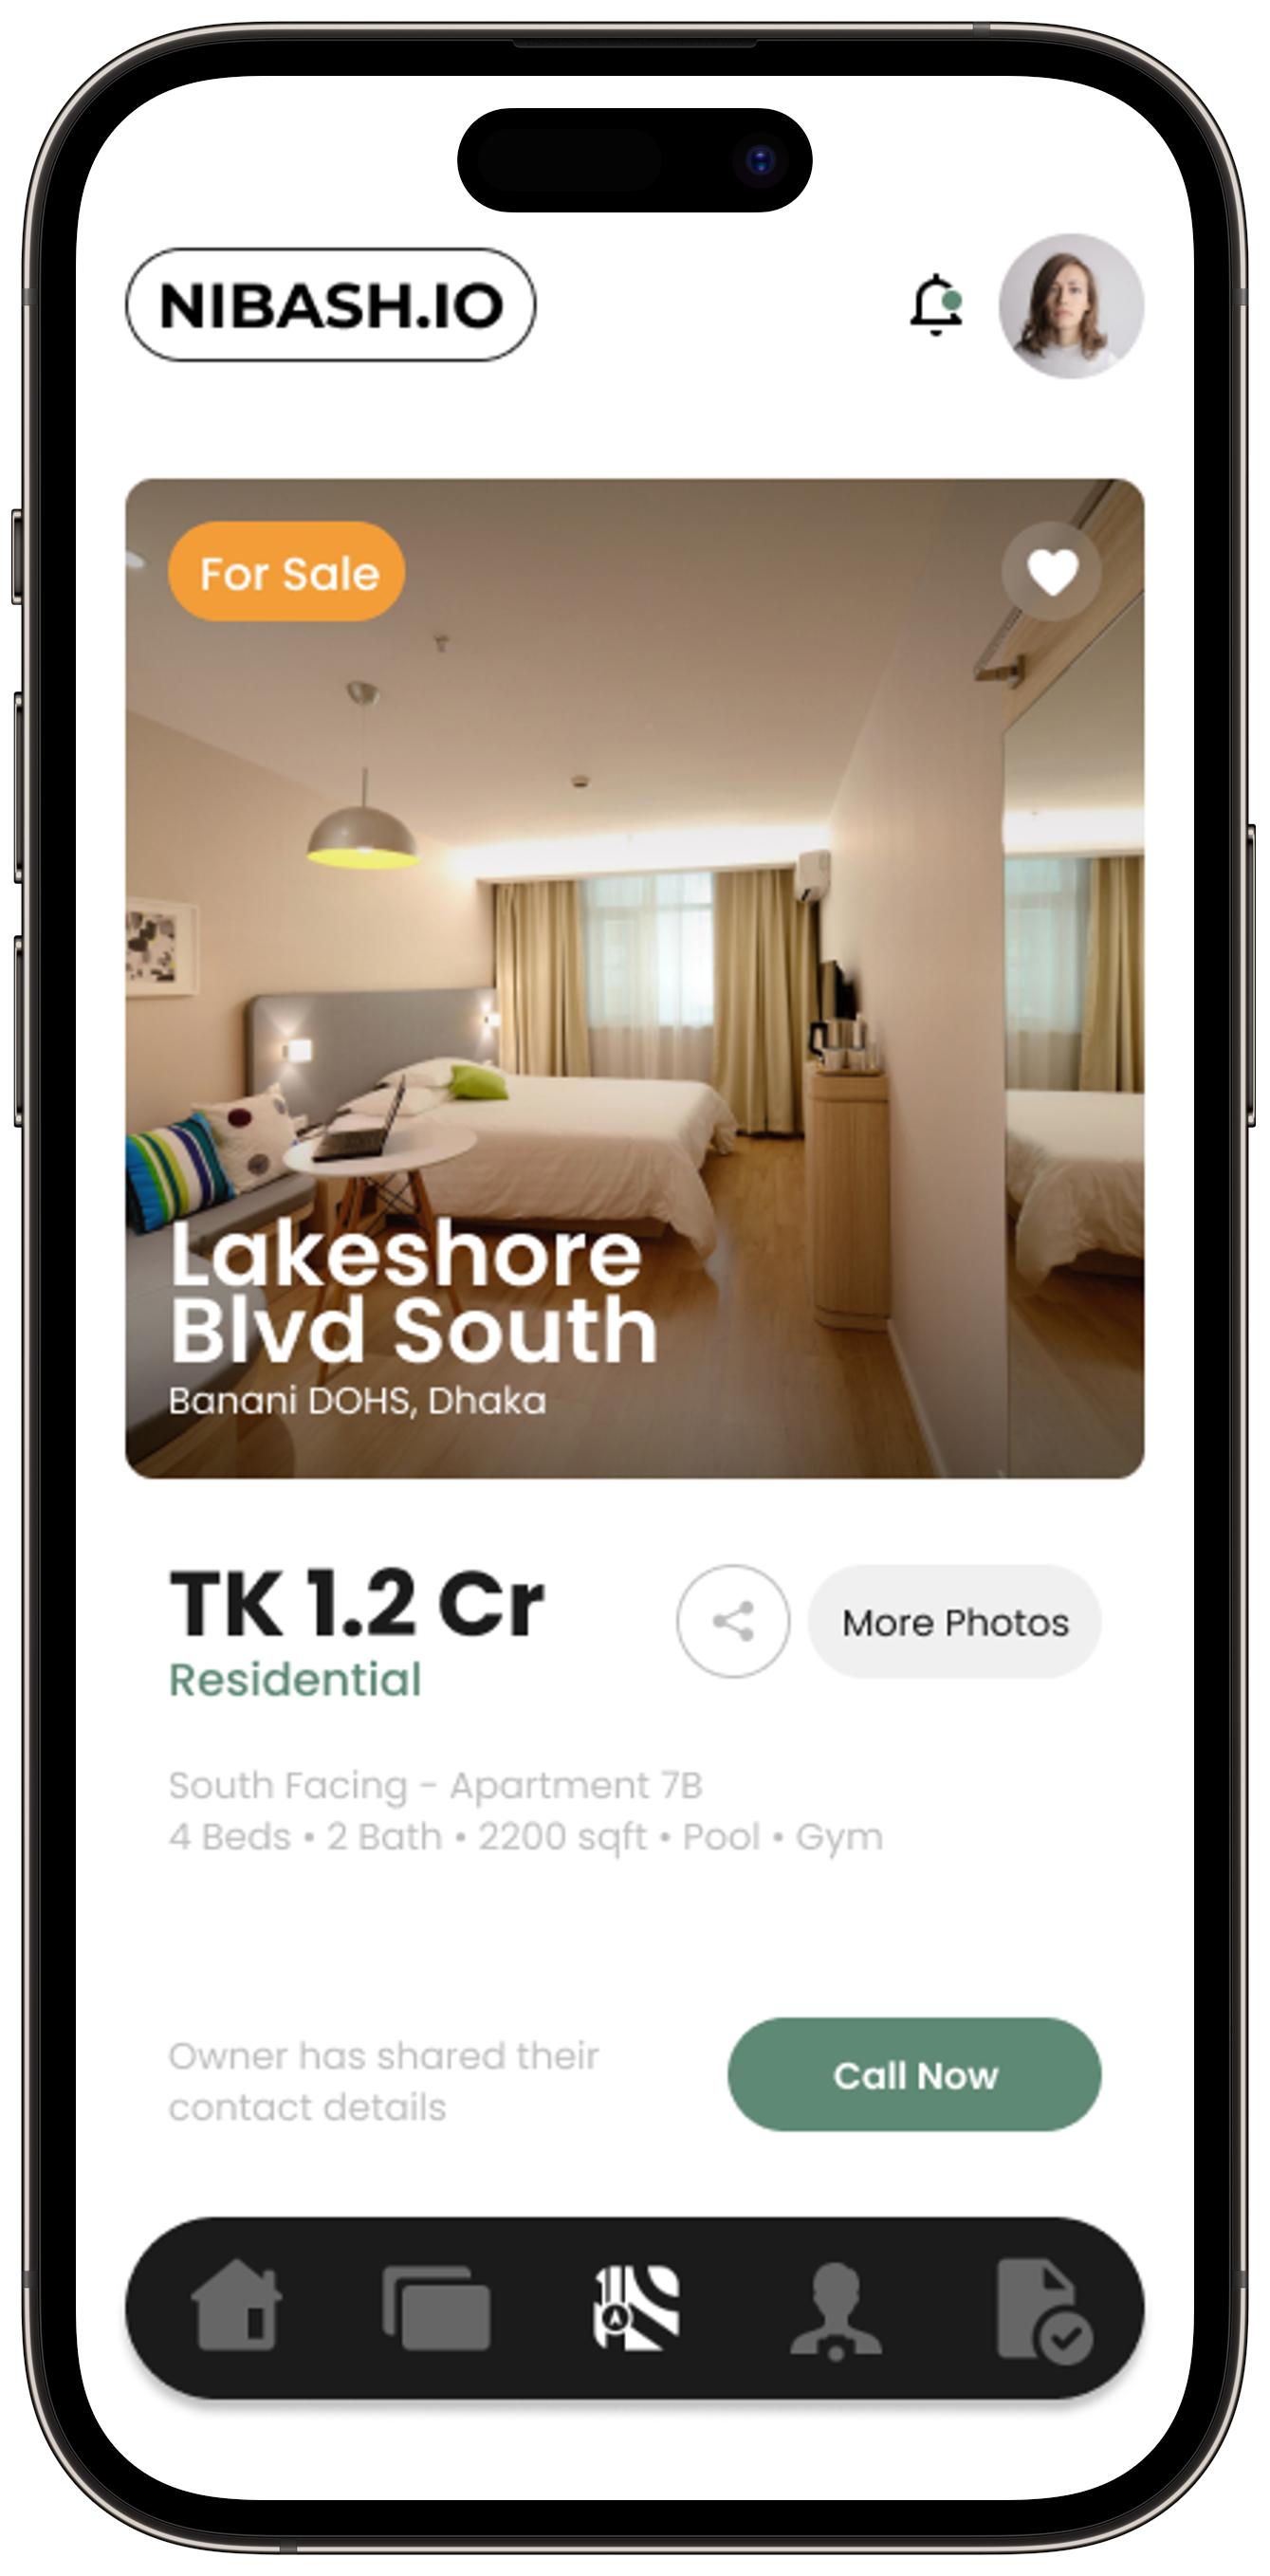 NIBASH.IO
For Sale
Lakeshore
Blvd South
Banani DOHS, Dhaka
TK 1.2 Cr
More Photos
Residential
South Facing - Apartment 7B
4 Beds • 2 Bath • 2200 sqft • Pool • Gym
Owner has shared their
contact details
Call Now